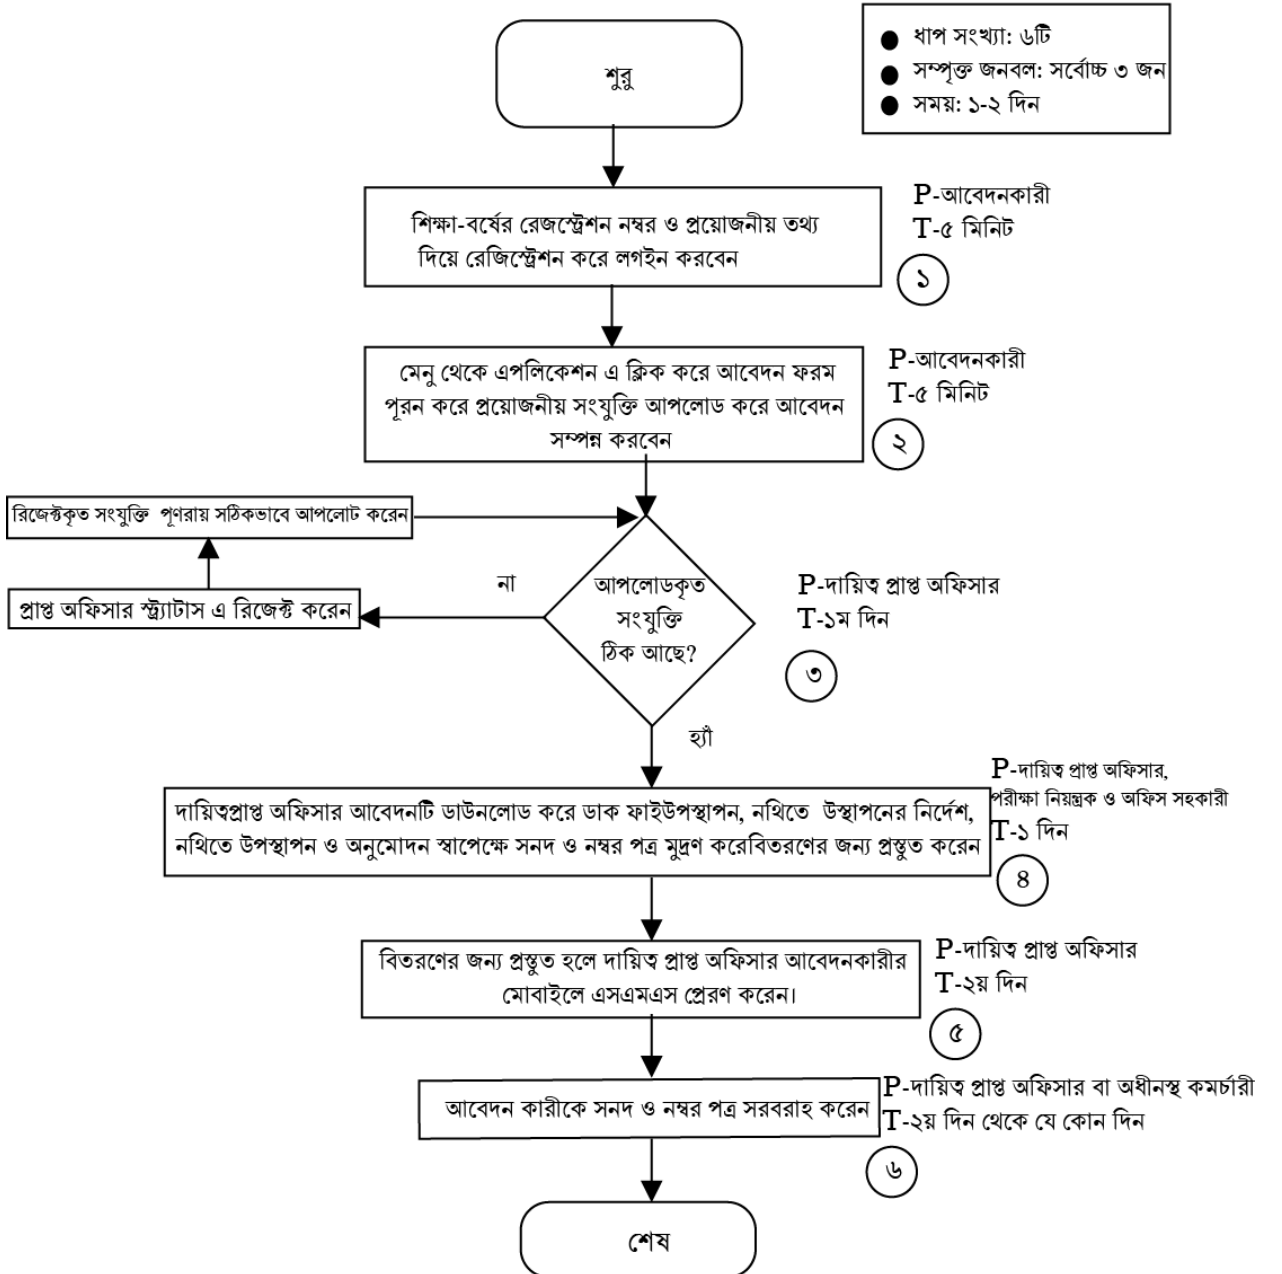 শুরু
ধাপ সংখ্যা: ৬টি
সম্পৃক্ত জনবল: সর্বোচ্চ ৩ জন
সময়: ১-২ দিন
শিক্ষা-বর্ষের রেজস্ট্রেশন নম্বর ও প্রয়োজনীয় তথ্য
দিয়ে রেজিস্ট্রেশন করে লগইন করবেন
P-আবেদনকারী
T-৫ মিনিট
১
মেনু থেকে এপলিকেশন এ ক্লিক করে আবেদন ফরম
পূরন করে প্রয়োজনীয় সংযুক্তি আপলোড করে আবেদন
সম্পন্ন করবেন
P-আবেদনকারী
T-৫ মিনিট
২
রিজেক্টকৃত সংযুক্তি পূণরায় সঠিকভাবে আপলোট করেন
না
প্রাপ্ত অফিসার স্ট্র্যাটাস এ রিজেক্ট করেন
আপলোডকৃত
সংযুক্তি
ঠিক আছে?
P-দায়িত্ব প্রাপ্ত অফিসার
T-১ম দিন
৩
হ্যাঁ
দায়িত্বপ্রাপ্ত অফিসার আবেদনটি ডাউনলোড করে ডাক ফাইউপস্থাপন, নথিতে উস্থাপনের নির্দেশ,
নথিতে উপস্থাপন ও অনুমোদন স্বাপেক্ষে সনদ ও নম্বর পত্র মুদ্রণ করেবিতরণের জন্য প্রস্তুত করেন
P-দায়িত্ব প্রাপ্ত অফিসার,
পরীক্ষা নিয়ন্ত্রক ও অফিস সহকারী
T-১ দিন
৪
বিতরণের জন্য প্রস্তুত হলে দায়িত্ব প্রাপ্ত অফিসার আবেদনকারীর
মোবাইলে এসএমএস প্রেরণ করেন।
P-দায়িত্ব প্রাপ্ত অফিসার
T-২য় দিন
৫
আবেদন কারীকে সনদ ও নম্বর পত্র সরবরাহ করেন
P-দায়িত্ব প্রাপ্ত অফিসার বা অধীনস্থ কমর্চারী
T-২য় দিন থেকে যে কোন দিন
৬
শেষ